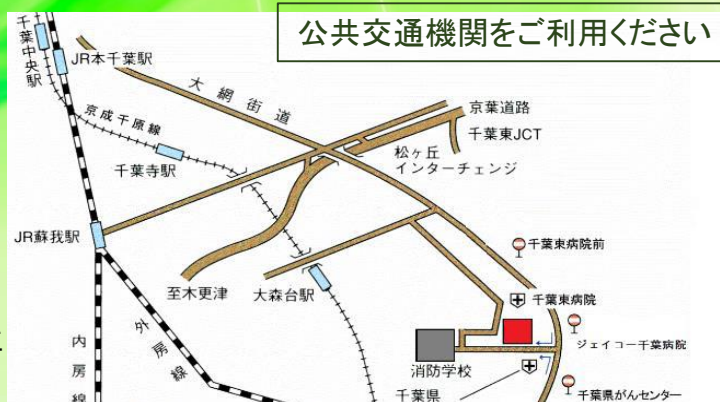 公共交通機関をご利用ください
千葉中央駅
JR本千葉駅
大網街道
京成千原線
京葉道路
千葉東JCT
松ヶ丘
インターチェンジ
千葉寺駅
JR蘇我駅
千葉東病院前
至木更津
大森台駅
千葉東病院
外房線
内房線
ジェイコー千葉病院
消防学校
千葉県
千葉県がんセンター